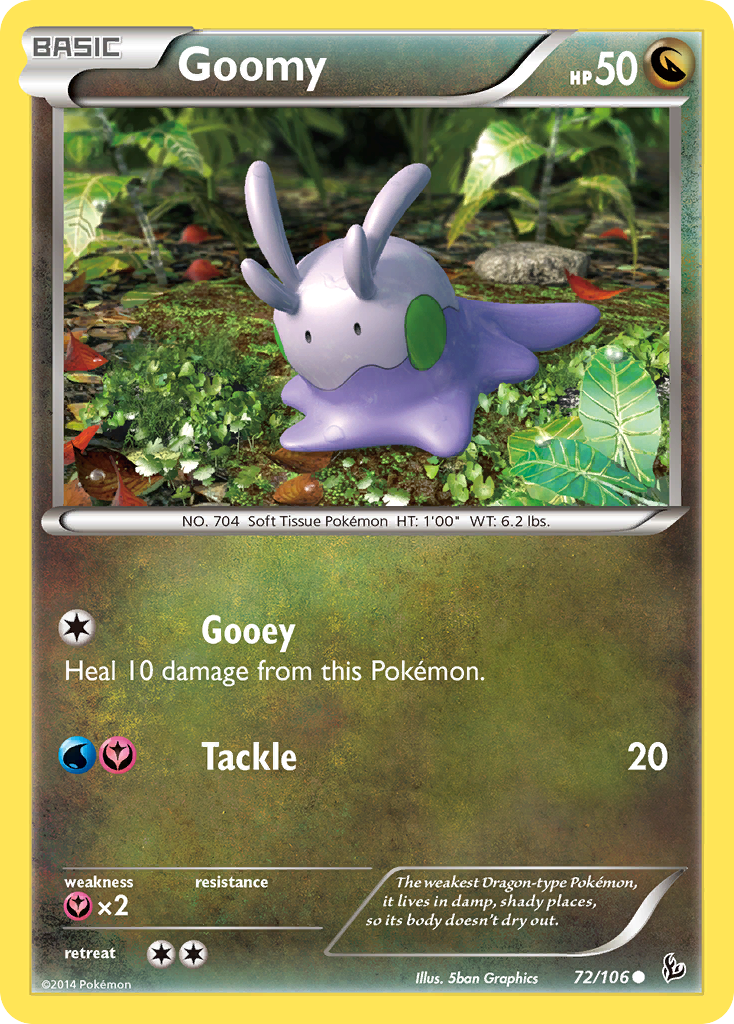 BASIC
Goomy
HP50
NO. 704 Soft Tissue Pokémon HT: 1'00" WT: 6.2 lbs.
Gooey
Heal 10 damage from this Pokémon.
Tackle 20
weakness resistance
×2
The weakest Dragon-type Pokémon,
it lives in damp, shady places,
so its body doesn't dry out.
retreat
Illus. 5ban Graphics 72/106
©2014 Pokémon